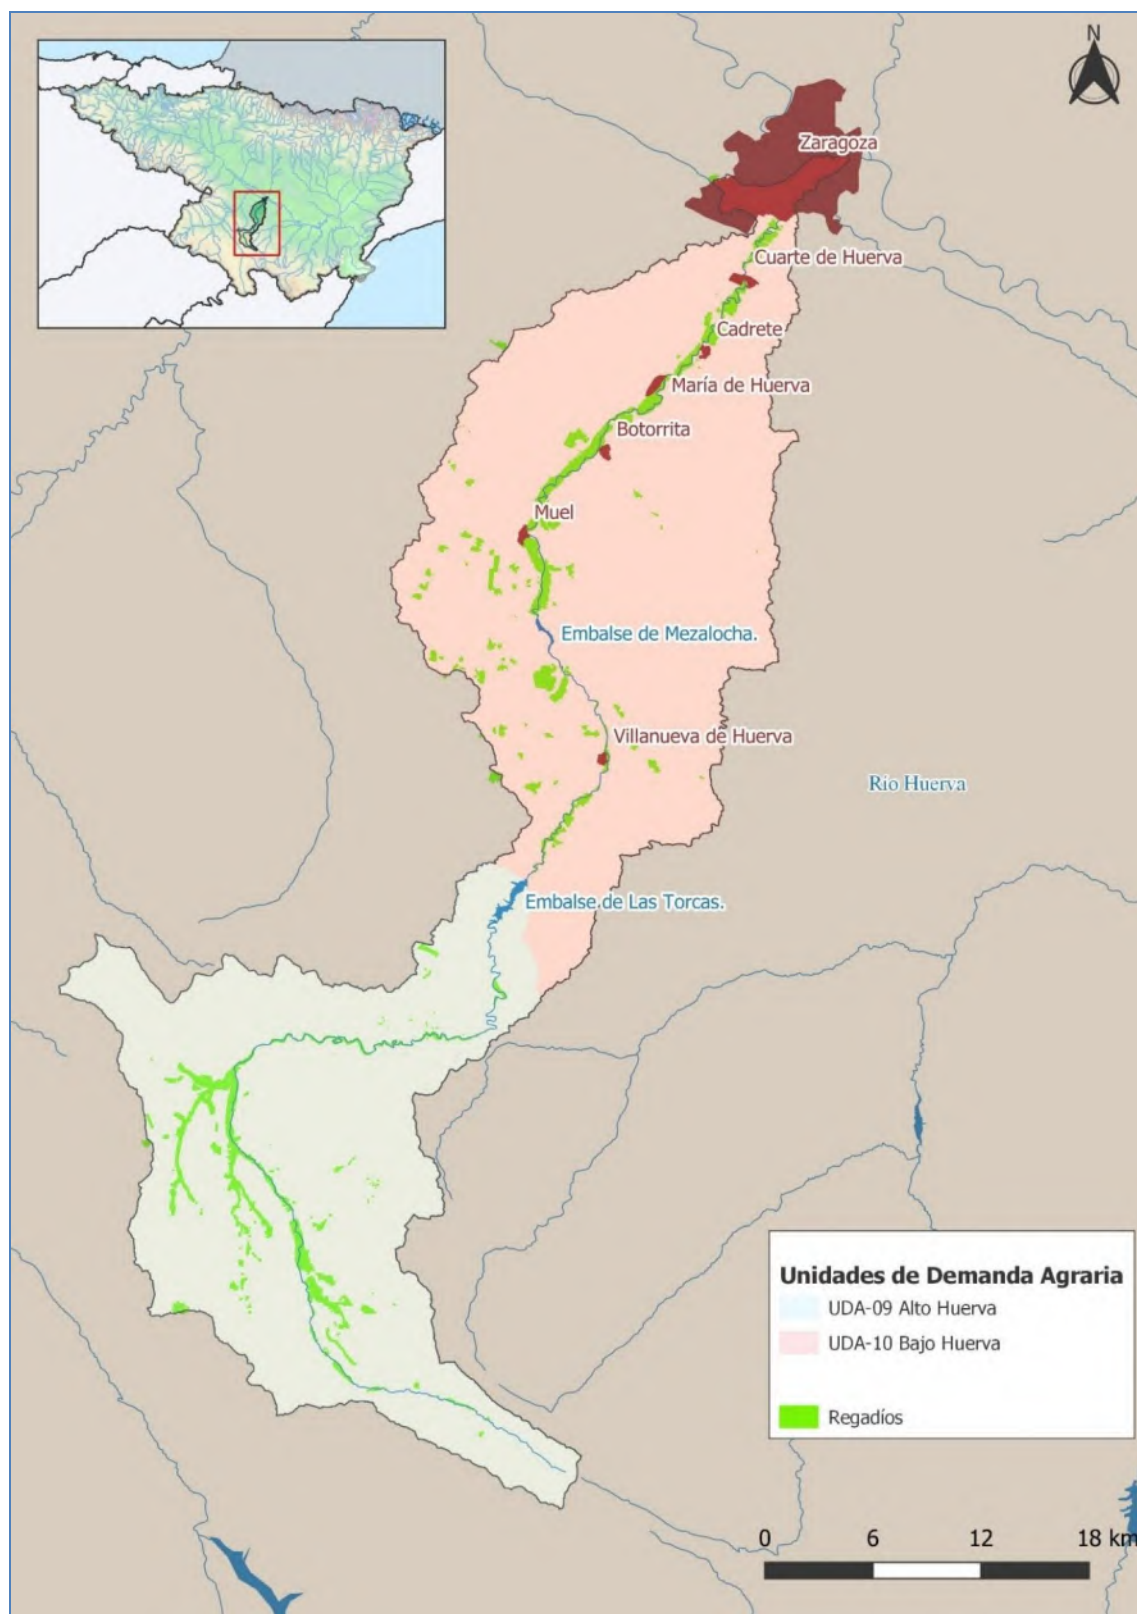 N
Zaragoza
Cuarte de Huerva
Cadrete
María de Huerva
Botorrita
Muel
Embalse de Mezalocha.
Villanueva de Huerva
Río Huerva
Embalse de Las Torcas.
Unidades de Demanda Agraria
UDA-09 Alto Huerva
UDA-10 Bajo Huerva
Regadíos
0 6 12 18 km